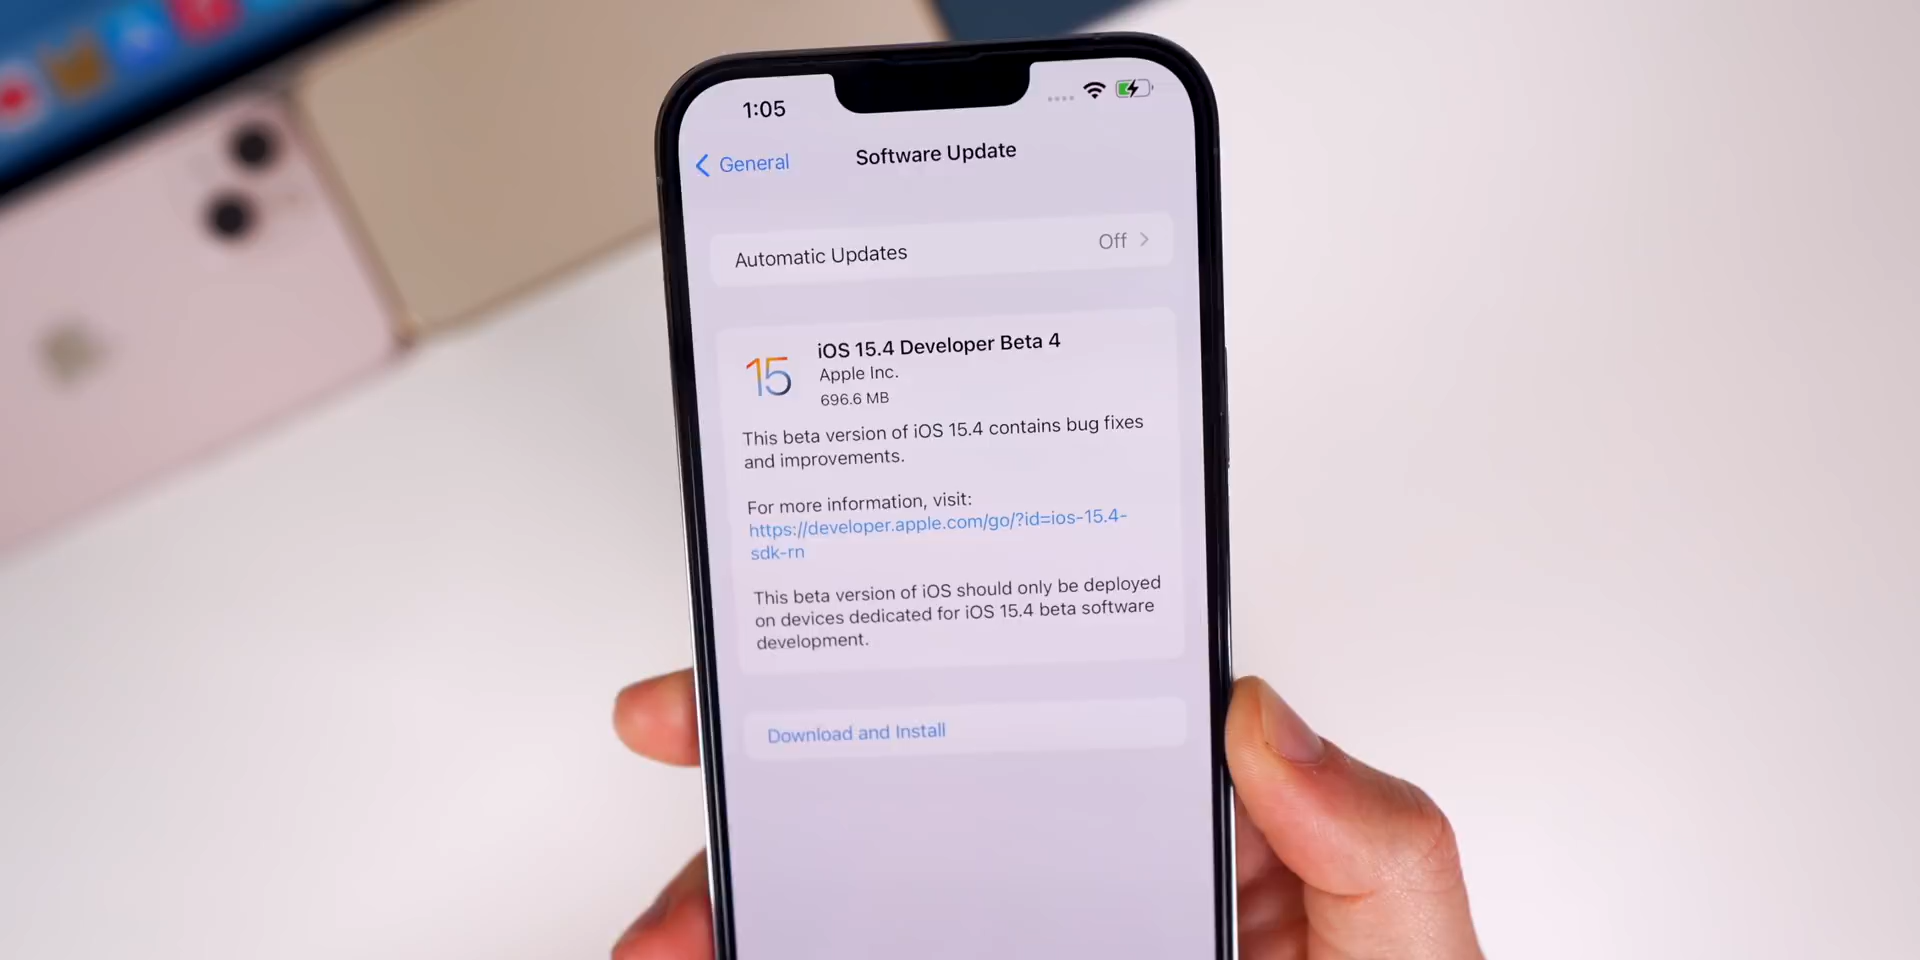 1:05
General
Software Update
Automatic Updates
Off
15
iOS 15.4 Developer Beta 4
Apple Inc.
696.6 MB
This beta version of iOS 15.4 contains bug fixes
and improvements.
For more information, visit:
https://developer.apple.com/go/?id=ios-15.4-
sdk-rn
This beta version of iOS should only be deployed
on devices dedicated for iOS 15.4 beta software
development.
Download and Install